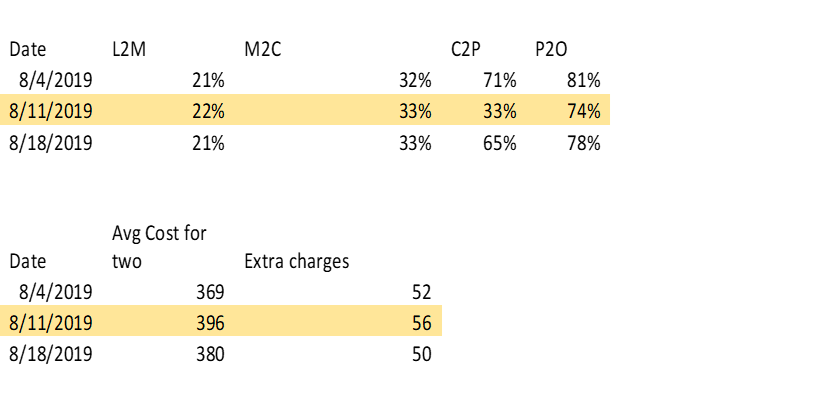 Date L2M M2C C2P P2O
8/4/2019 21% 32% 71% 81%
8/11/2019 22% 33% 33% 74%
8/18/2019 21% 33% 65% 78%
Avg Cost for
Date two Extra charges
8/4/2019 369 52
8/11/2019 396 56
8/18/2019 380 50